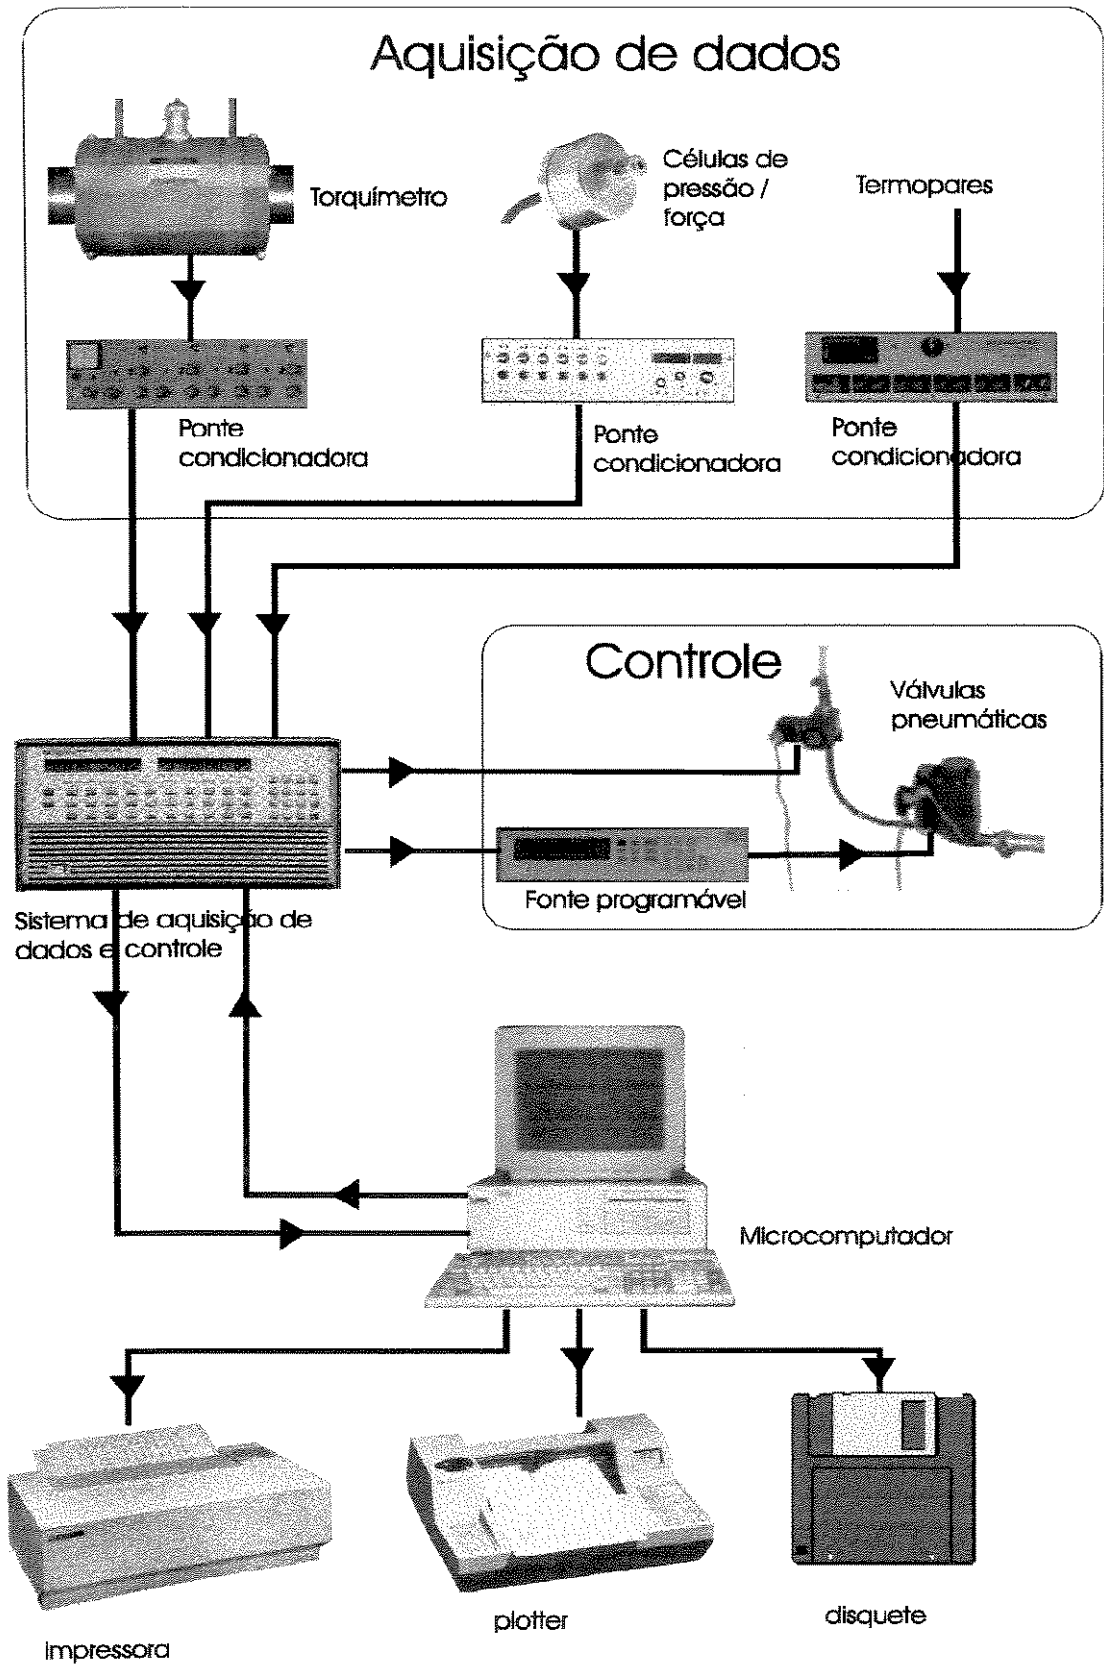 Aquisição de dados
Torquímetro
Células de
pressão /
força
Termopares
Ponte
condicionadora
Ponte
condicionadora
Ponte
condicionadora
Controle
Válvulas
pneumáticas
Fonte programável
Sistema de aquisição de
dados e controle
Microcomputador
impressora
plotter
disquete